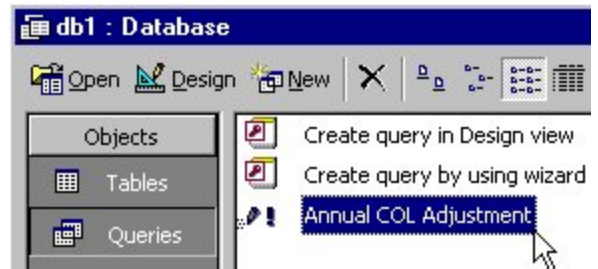 db1 : Database
Open Design New
Objects
Tables
Queries
Create query in Design view
Create query by using wizard
Annual COL Adjustment